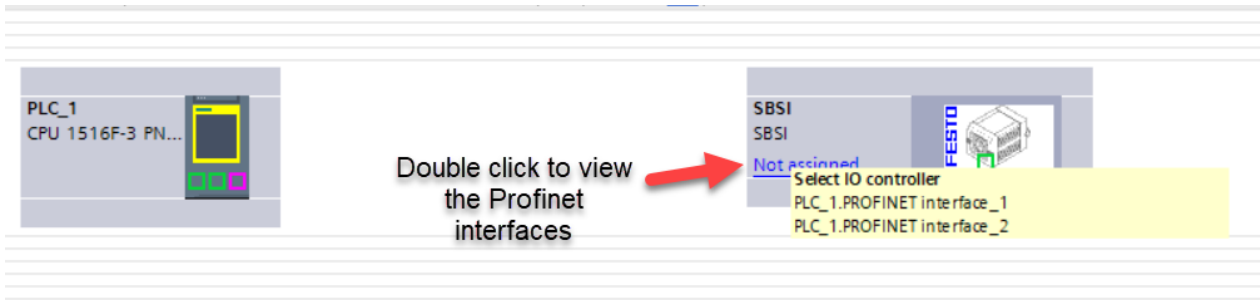 PLC_1
CPU 1516F-3 PN...
Double click to view
the Profinet
interfaces
SBSI
SBSI
Not assigned
FESTO
Select IO controller
PLC_1.PROFINET interface_1
PLC_1.PROFINET interface_2